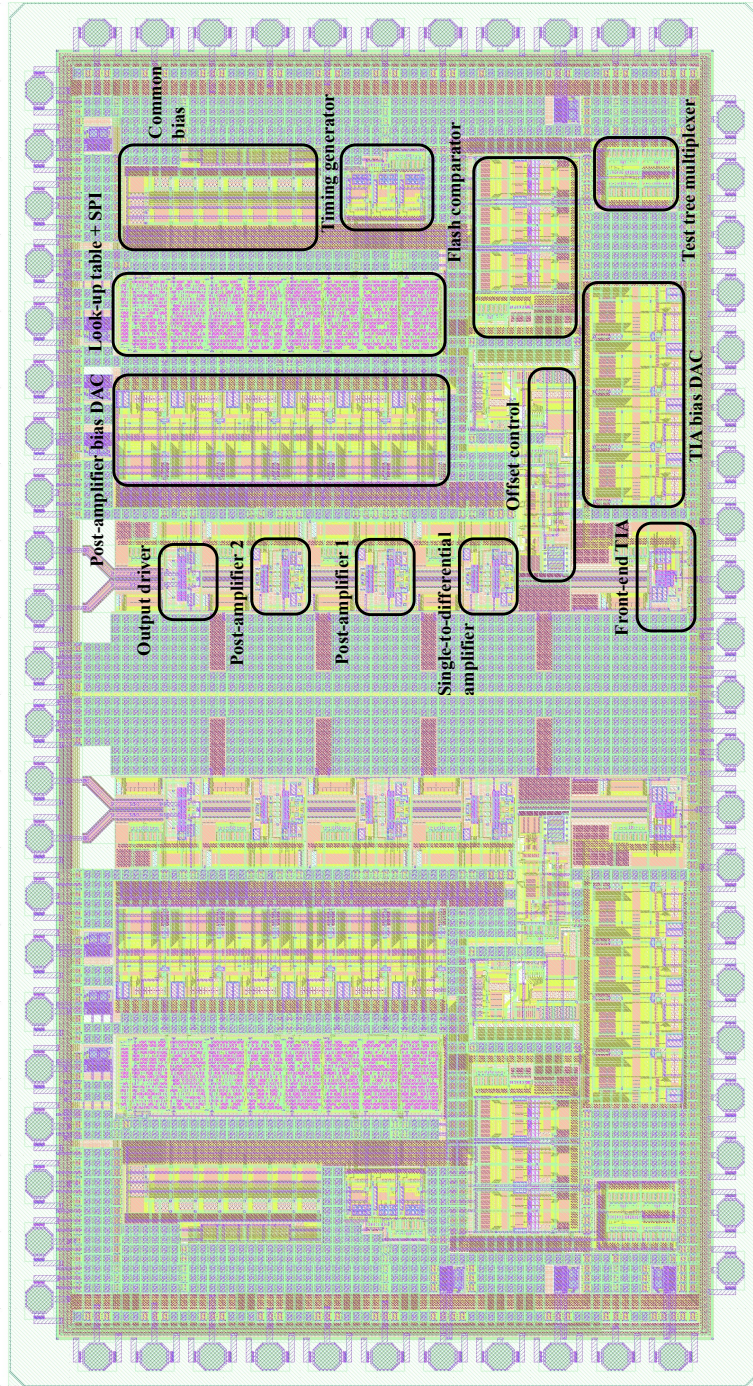 Common
bias
Timing generator
Flash comparator
Test tree multiplexer
Look-up table + SPI
Post-amplifier bias DAC
Offset control
TIA bias DAC
Output driver
Post-amplifier 2
Post-amplifier 1
Single-to-differential
amplifier
Front-end TIA